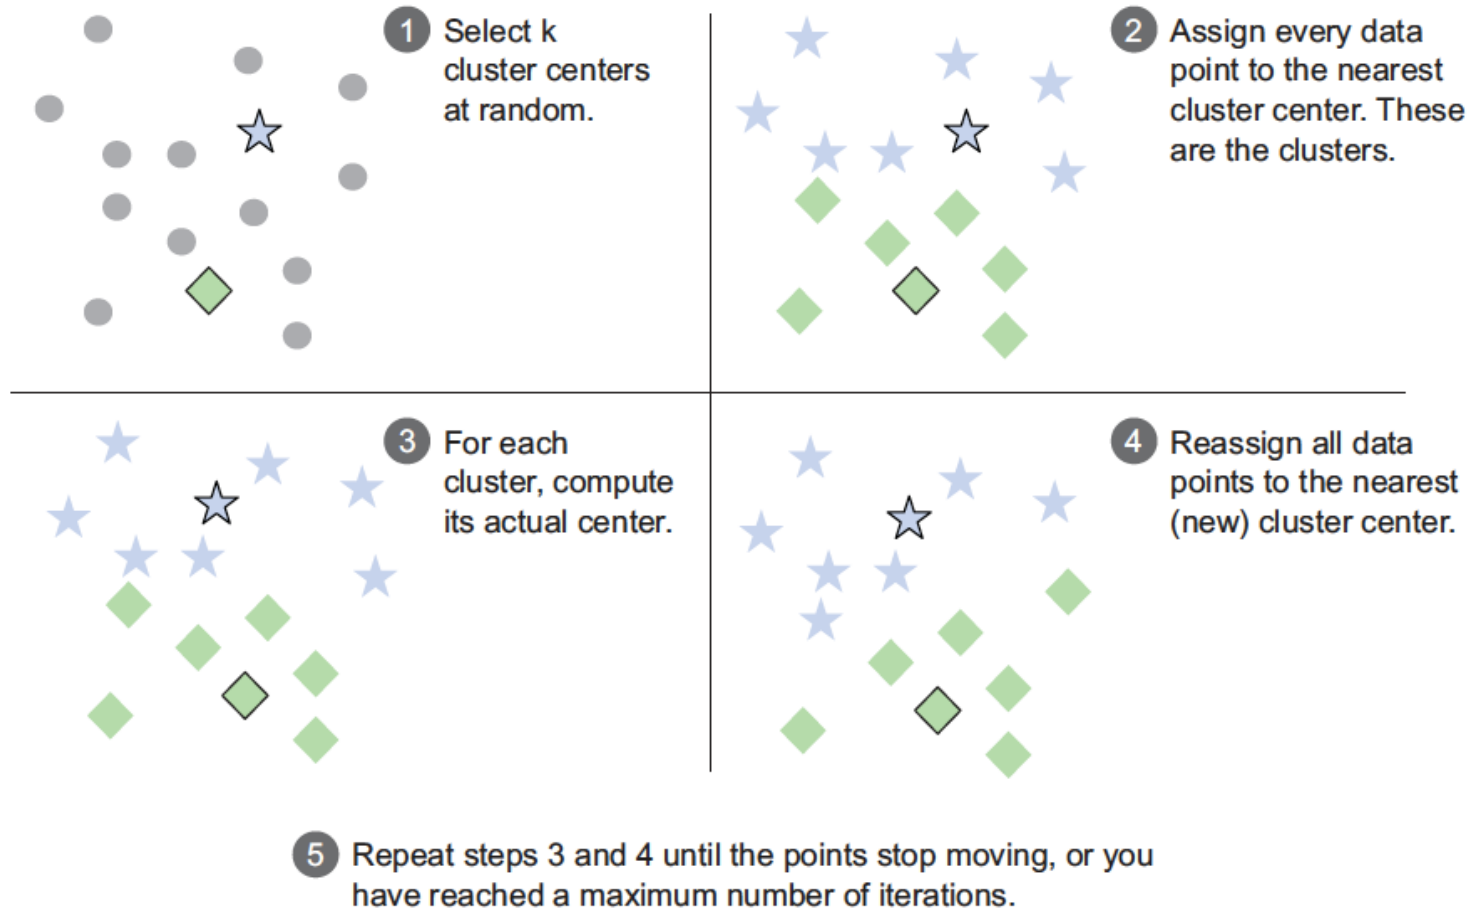 1 Select k
cluster centers
at random.
2 Assign every data
point to the nearest
cluster center. These
are the clusters.
3 For each
cluster, compute
its actual center.
4 Reassign all data
points to the nearest
(new) cluster center.
5 Repeat steps 3 and 4 until the points stop moving, or you
have reached a maximum number of iterations.